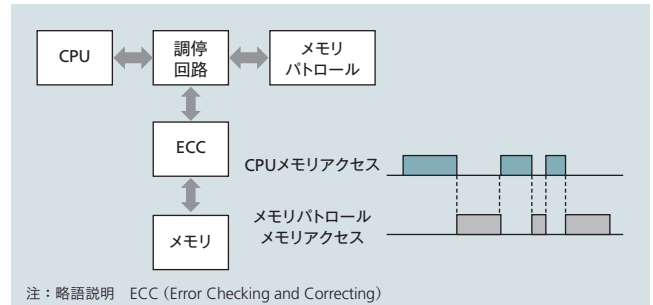 CPU
調停
回路
メモリ
パトロール
ECC
メモリ
CPUメモリアクセス
メモリパトロール
メモリアクセス
注：略語説明　ECC（Error Checking and Correcting）